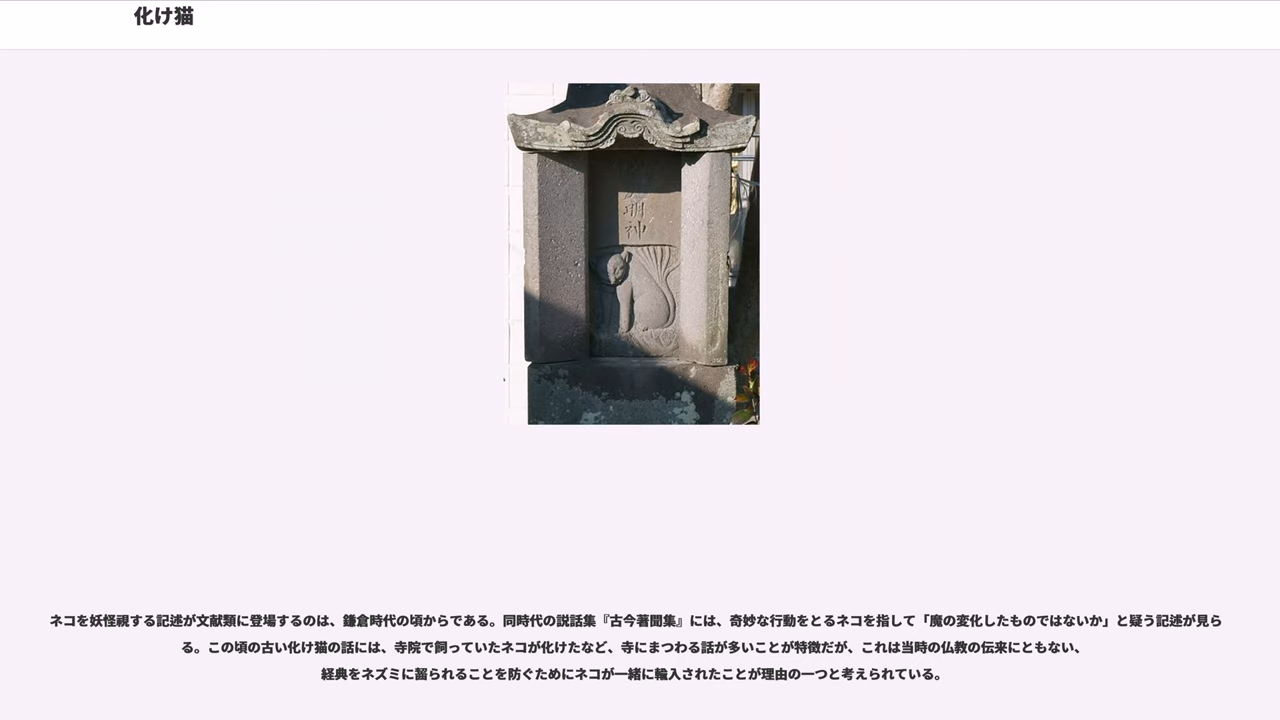 化け猫
明
神
ネコを妖怪視する記述が文献類に登場するのは、鎌倉時代の頃からである。同時代の説話集『古今著聞集』には、奇妙な行動をとるネコを指して「魔の変化したものではないか」と疑う記述が見ら
る。この頃の古い化け猫の話には、寺院で飼っていたネコが化けたなど、寺にまつわる話が多いことが特徴だが、これは当時の仏教の伝来にともない、
経典をネズミに齧られることを防ぐためにネコが一緒に輸入されたことが理由の一つと考えられている。